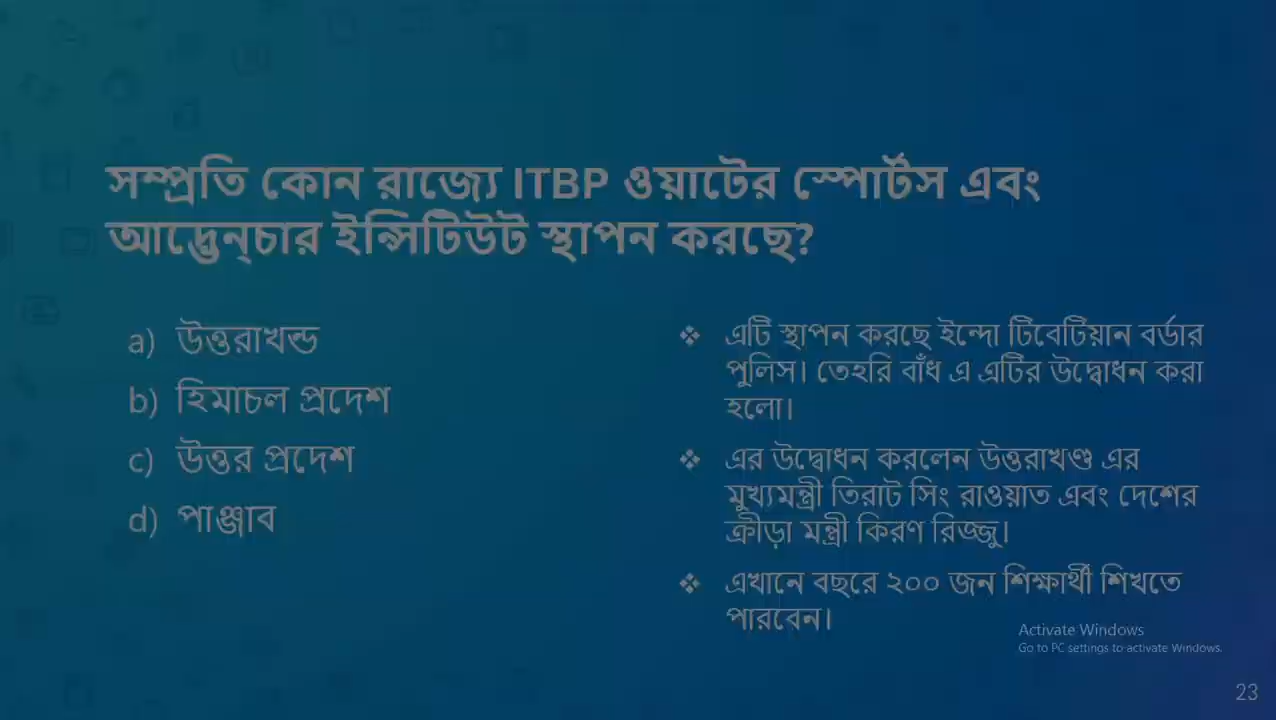 সম্প্রতি কোন রাজ্যে ITBP ওয়াটের স্পোর্টস এবং
আদ্ভেন্চার ইন্সিটিউট স্থাপন করছে?
a) উত্তরাখন্ড
b) হিমাচল প্রদেশ
c) উত্তর প্রদেশ
d) পাঞ্জাব
❖ এটি স্থাপন করছে ইন্দো টিবেটিয়ান বর্ডার
পুলিস। তেহরি বাঁধ এ এটির উদ্বোধন করা
হলো।
❖ এর উদ্বোধন করলেন উত্তরাখণ্ড এর
মুখ্যমন্ত্রী তিরাট সিং রাওয়াত এবং দেশের
ক্রীড়া মন্ত্রী কিরণ রিজ্জু।
❖ এখানে বছরে ২০০ জন শিক্ষার্থী শিখতে
পারবেন।
Activate Windows
Go to PC settings to activate Windows.
23